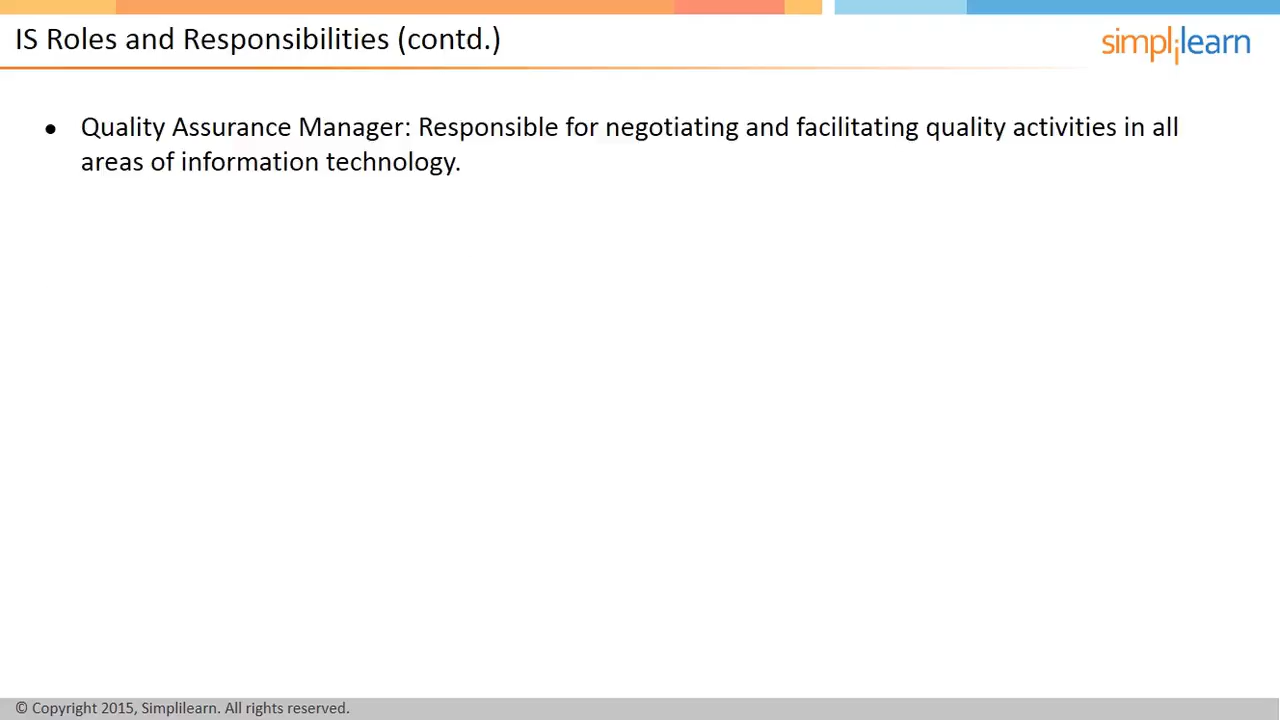 IS Roles and Responsibilities (contd.)
simplilearn
● Quality Assurance Manager: Responsible for negotiating and facilitating quality activities in all
areas of information technology.
© Copyright 2015, Simplilearn. All rights reserved.